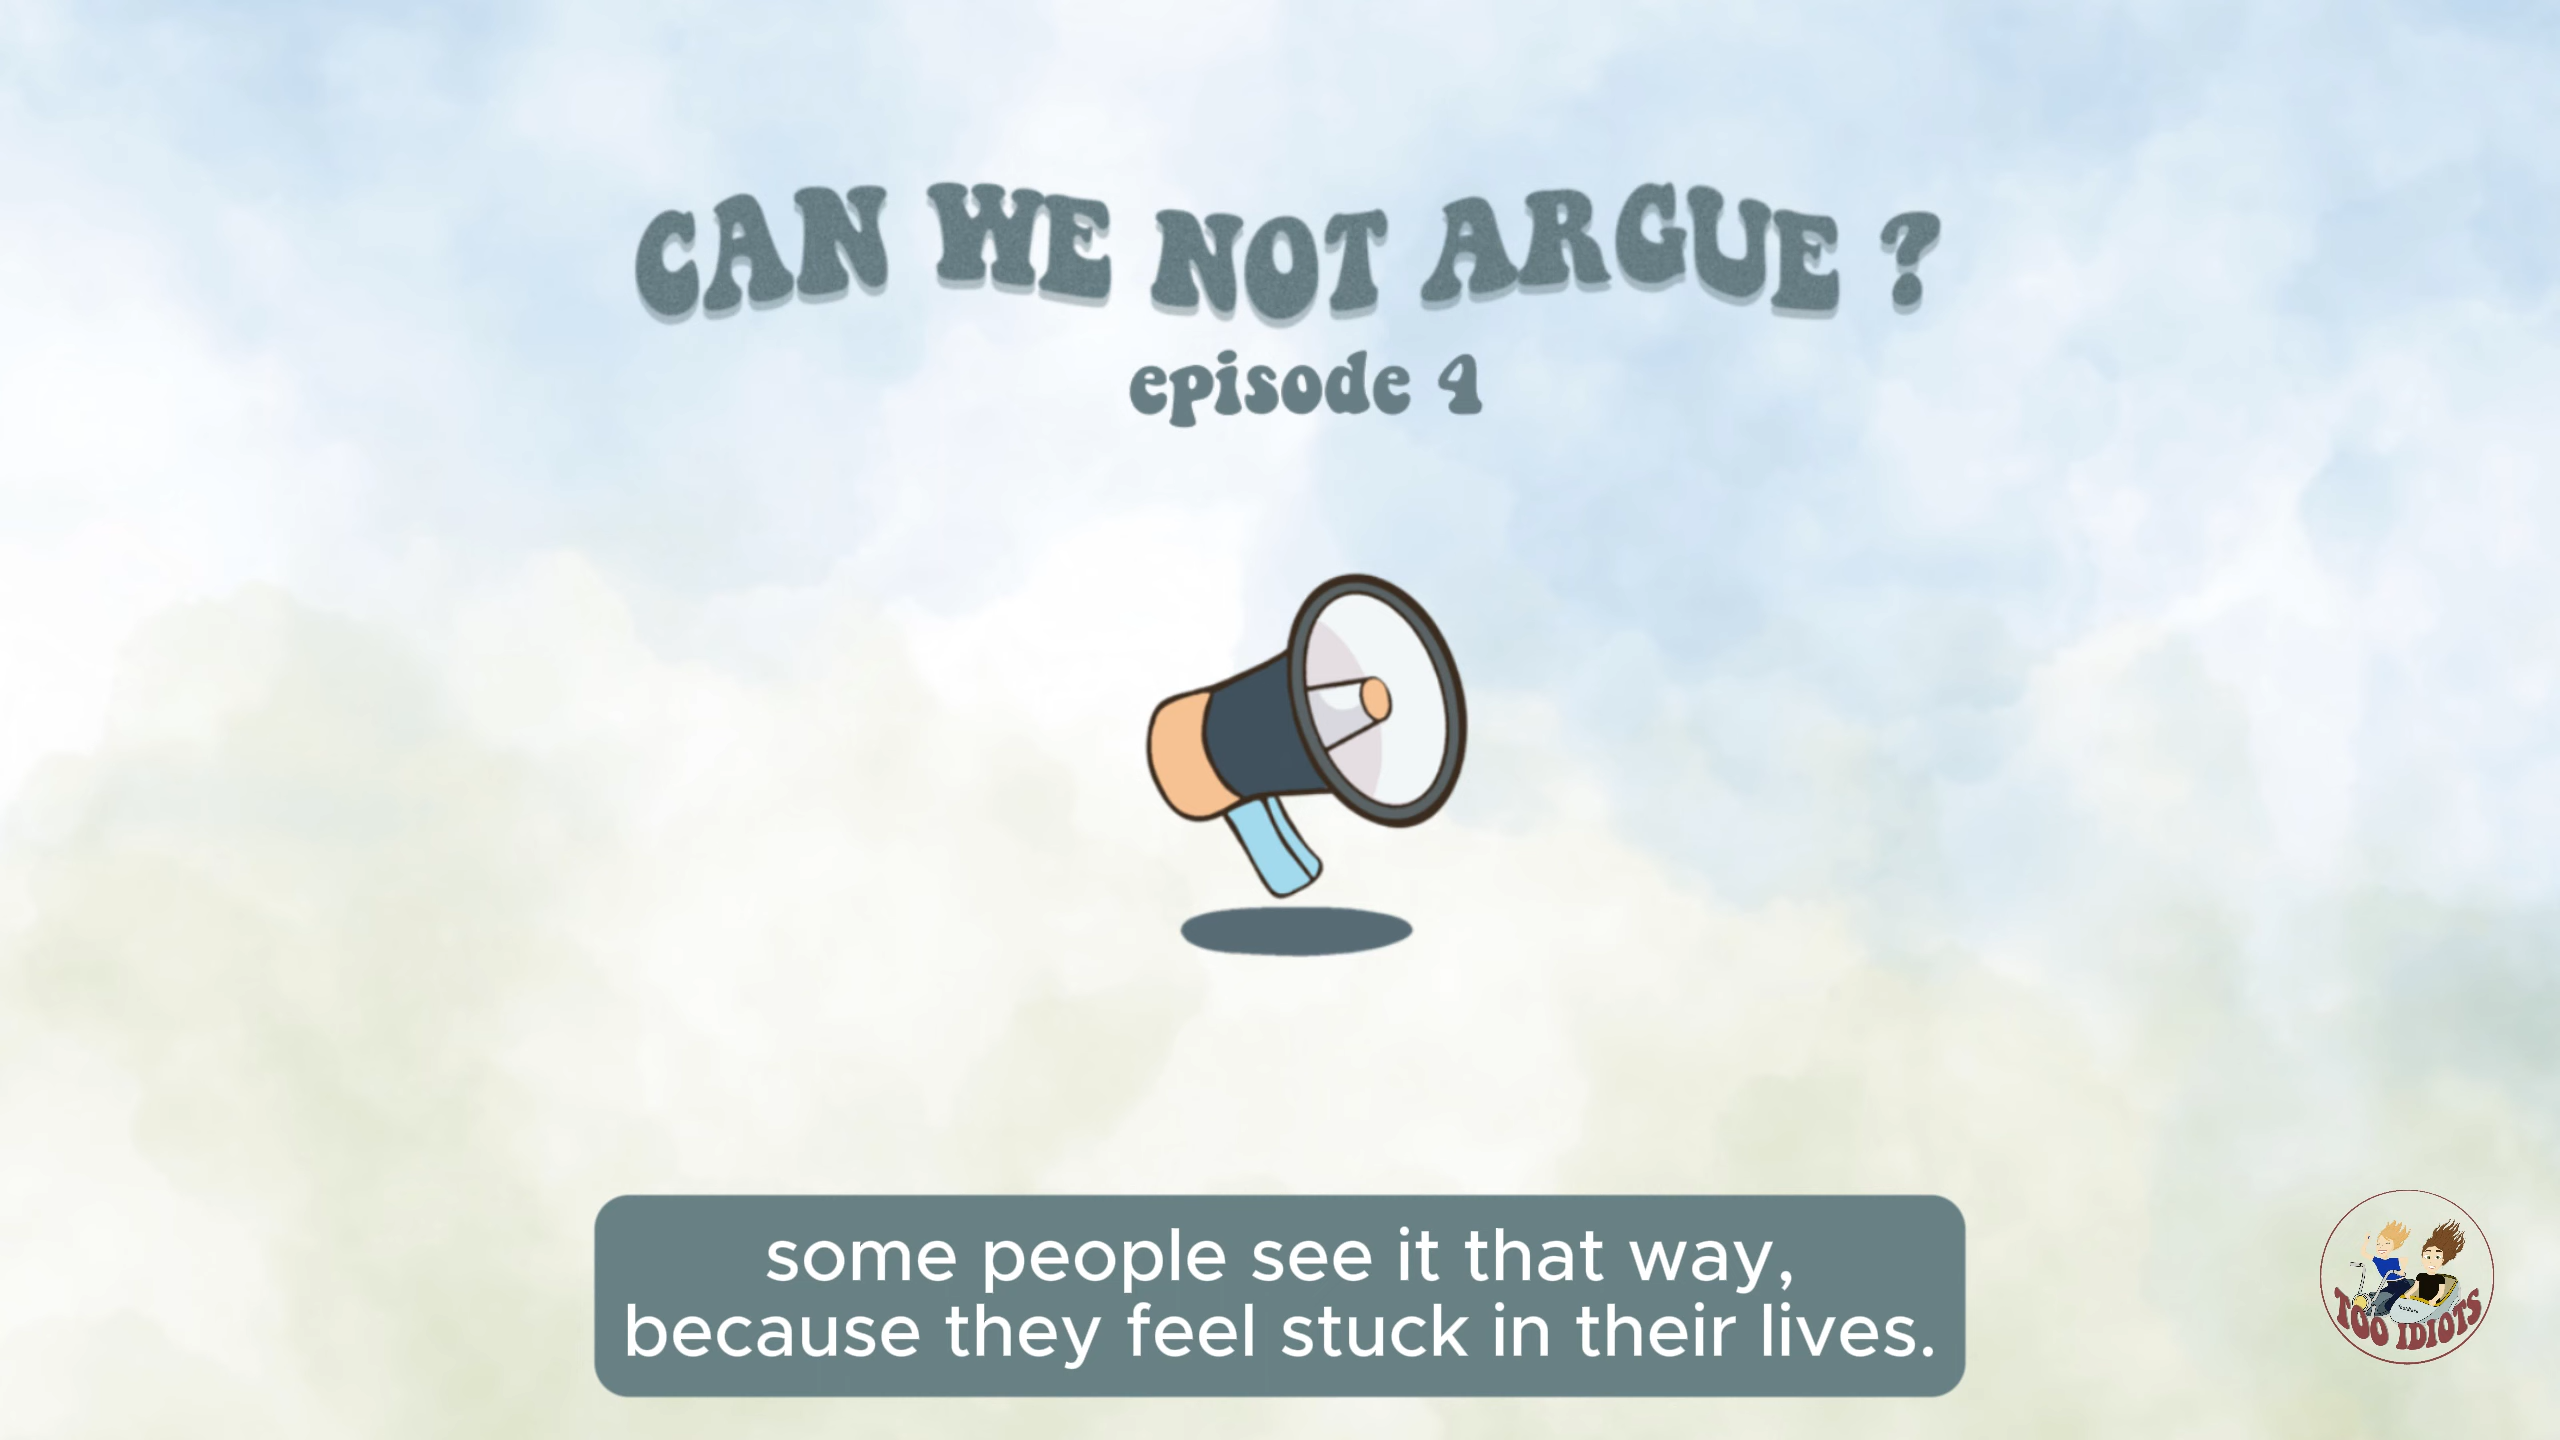 CAN WE NOT ARGUE ?
episode 4
some people see it that way,
because they feel stuck in their lives.
TOO IDIOTS